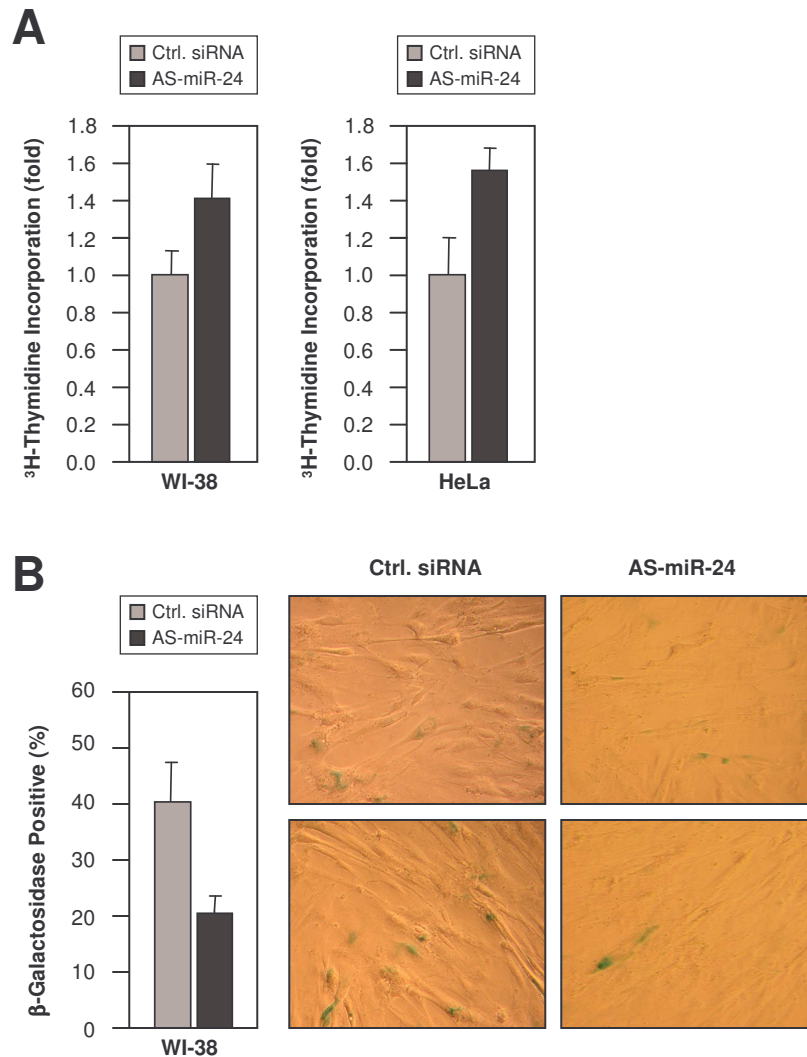 A
Ctrl. siRNA
AS-miR-24
³H-Thymidine Incorporation (fold)
1.8
1.6
1.4
1.2
1.0
0.8
0.6
0.4
0.2
0.0
WI-38
Ctrl. siRNA
AS-miR-24
³H-Thymidine Incorporation (fold)
1.8
1.6
1.4
1.2
1.0
0.8
0.6
0.4
0.2
0.0
HeLa
B
Ctrl. siRNA
AS-miR-24
β-Galactosidase Positive (%)
60
50
40
30
20
10
0
WI-38
Ctrl. siRNA
AS-miR-24